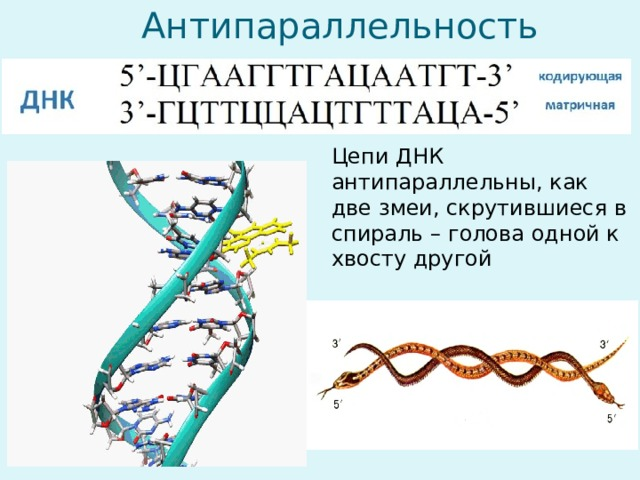 Антипараллельность
ДНК
5’-ЦГААГГТГАЦААТГТ-3’ кодирующая
3’-ГЦТТЦЦАЦТГТТАЦА-5’ матричная
Цепи ДНК
антипараллельны, как
две змеи, скрутившиеся в
спираль – голова одной к
хвосту другой
3’ 3’
5’ 5’